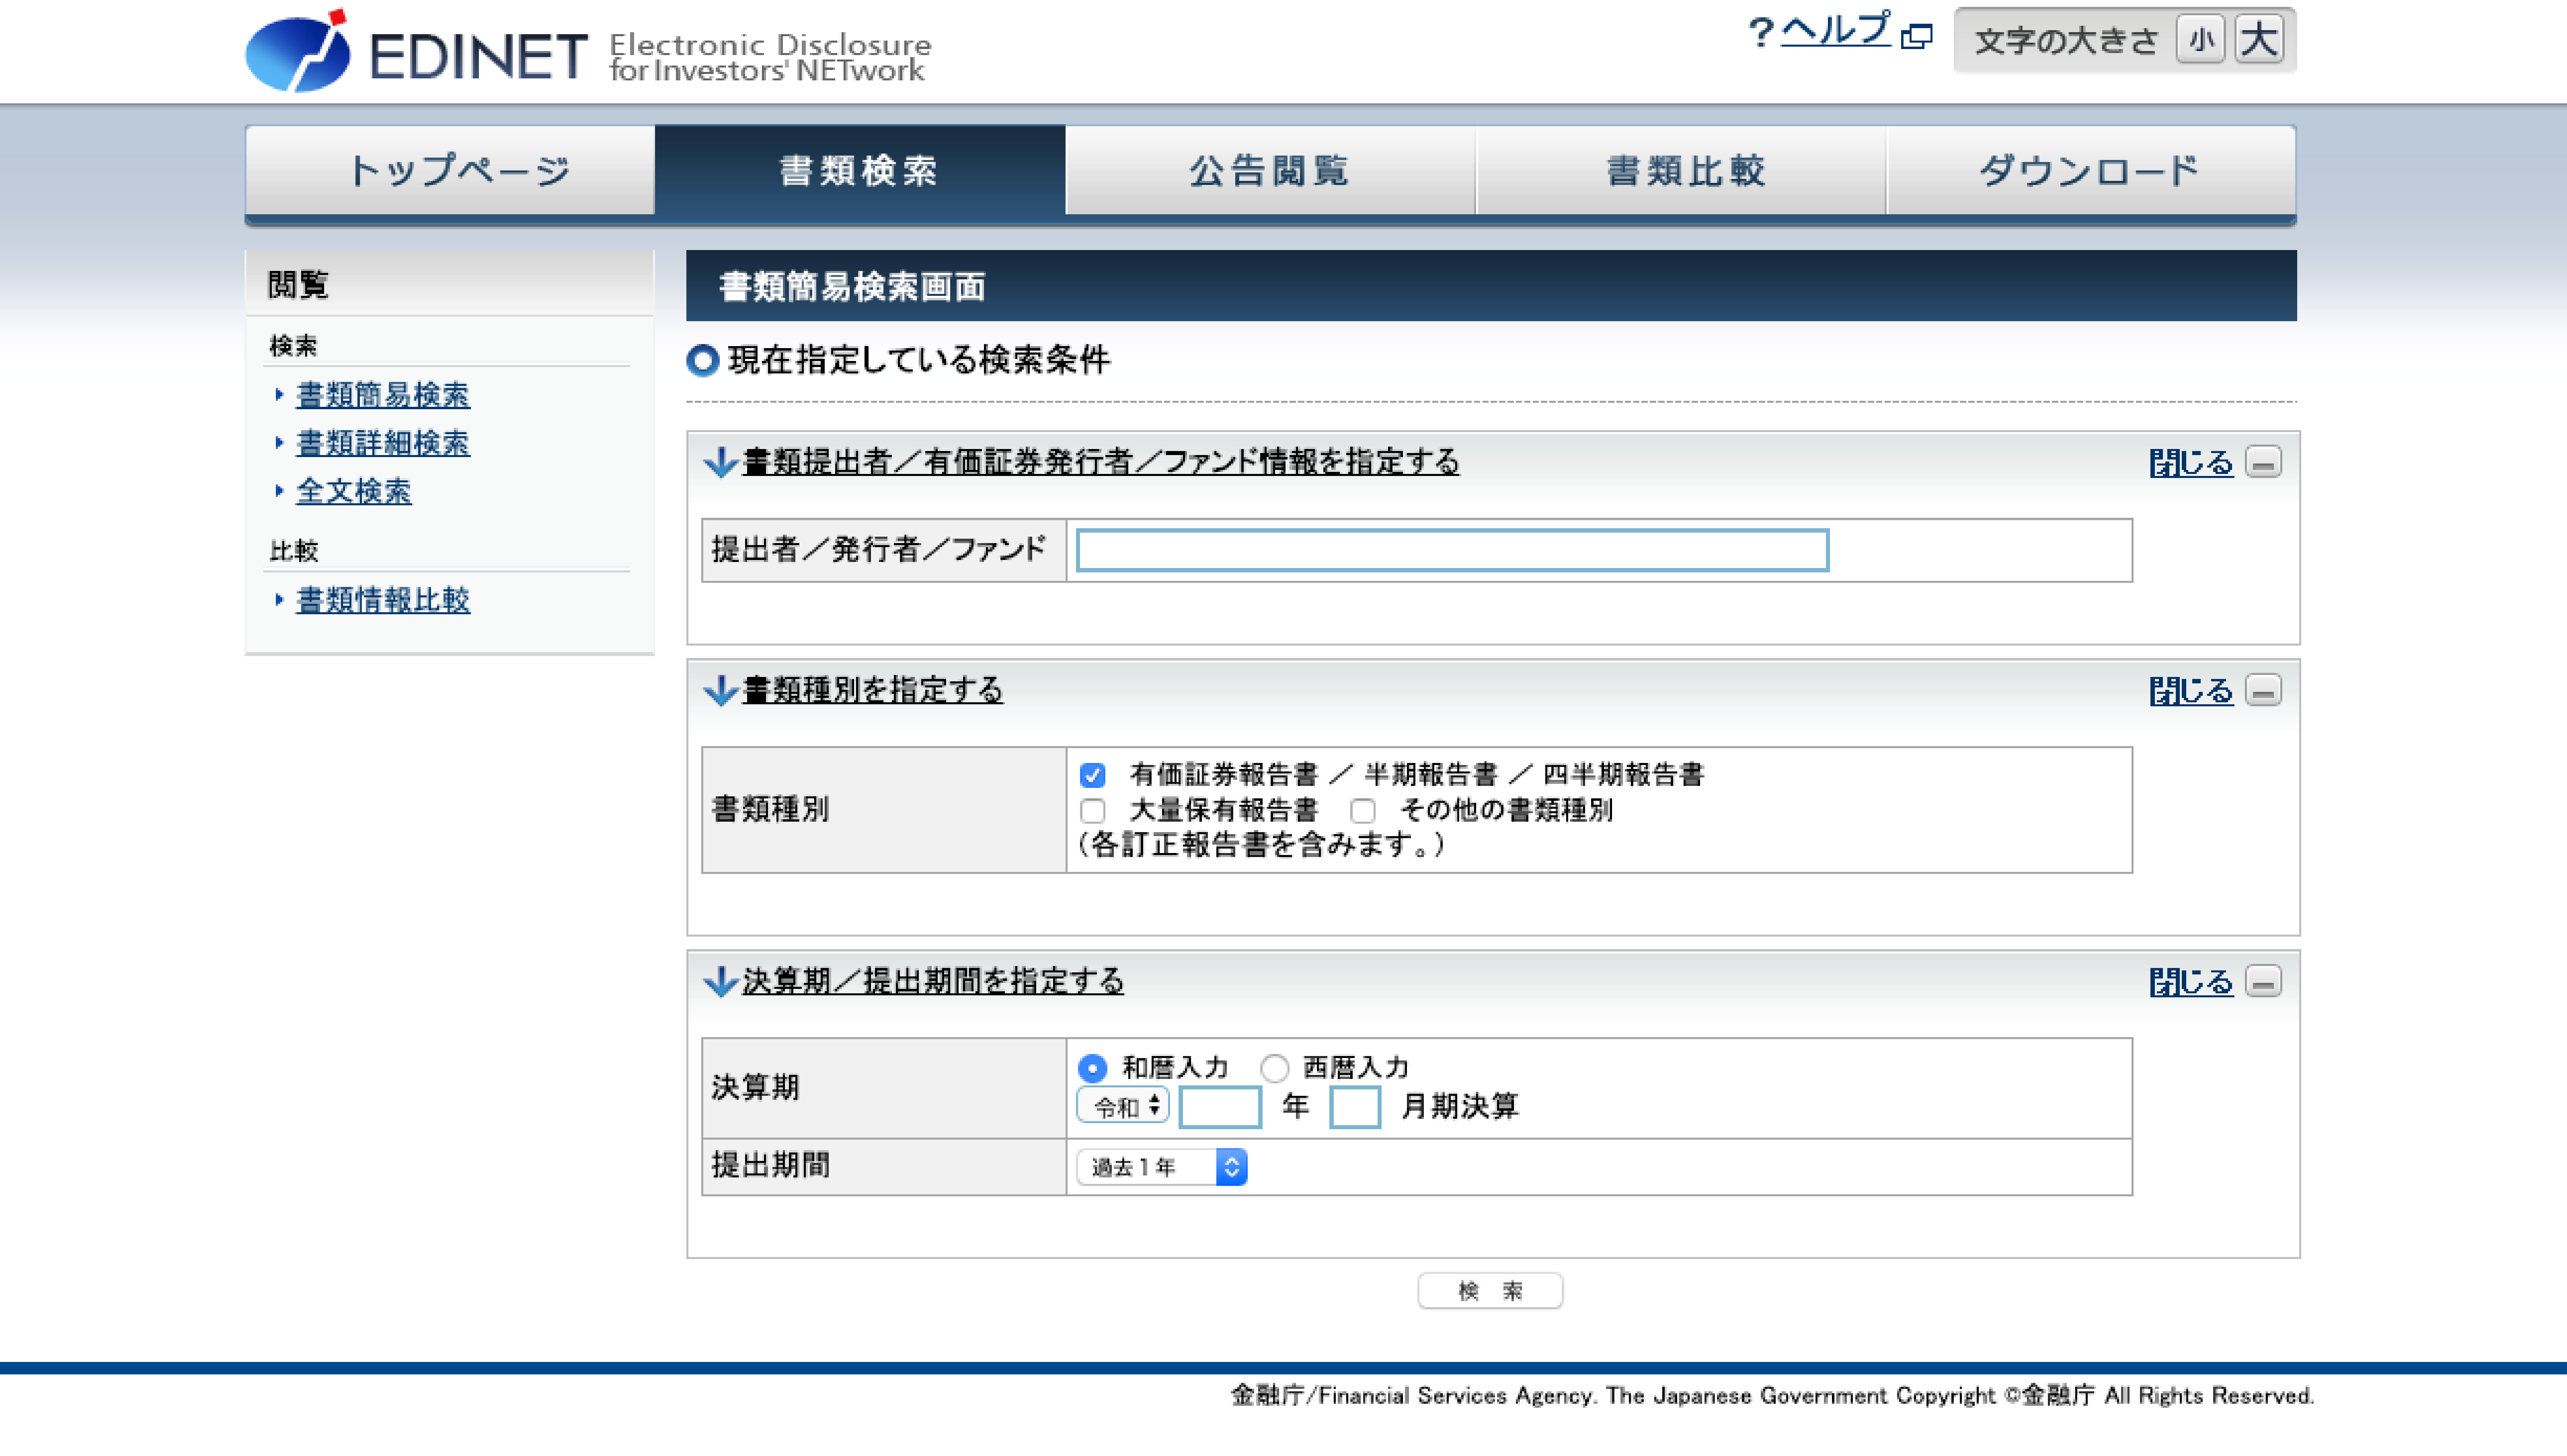 EDINET Electronic Disclosure for Investors' NETwork
?ヘルプ 文字の大きさ 小 大
トップページ 書類検索 公告閲覧 書類比較 ダウンロード
閲覧
検索
書類簡易検索
書類詳細検索
全文検索
比較
書類情報比較
書類簡易検索画面
現在指定している検索条件
書類提出者／有価証券発行者／ファンド情報を指定する 閉じる
提出者／発行者／ファンド
書類種別を指定する 閉じる
書類種別
有価証券報告書 ／ 半期報告書 ／ 四半期報告書
大量保有報告書 その他の書類種別
（各訂正報告書を含みます。）
決算期／提出期間を指定する 閉じる
決算期
和暦入力 西暦入力
令和 年 月期決算
提出期間 過去１年
検 索
金融庁/Financial Services Agency. The Japanese Government Copyright ©金融庁 All Rights Reserved.